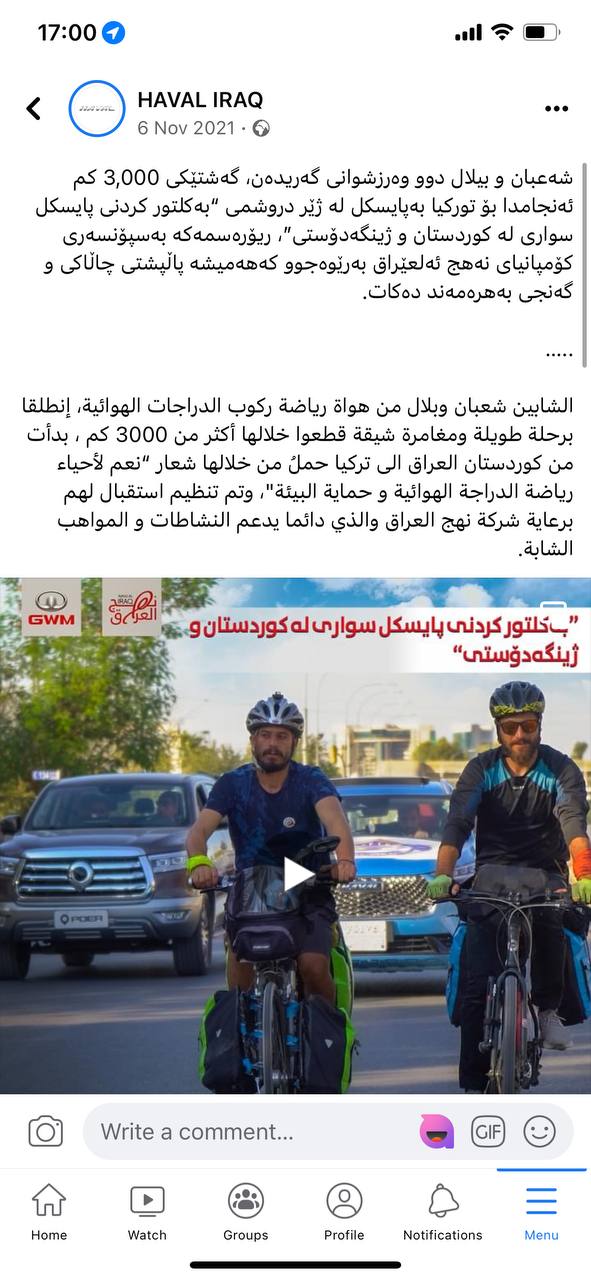 17:00
HAVAL IRAQ
6 Nov 2021
شەعبان و بیلال دوو وەرزشوانی گەریدەن، گەشتێکی 3,000 کم
ئەنجامدا بۆ تورکیا بەپایسکل لە ژێر دروشمی “بەکلتور کردنی پایسکل
سواری لە کوردستان و ژینگەدۆستی”، ریۆرەسمەکە بەسپۆنسەری
کۆمپانیای نەهج ئەلعێراق بەرێوەجوو کەهەمیشە پاڵپشتی چاڵاکی و
گەنجی بەهرەمەند دەکات.
.....
الشابين شعبان وبلال من هواة رياضة ركوب الدراجات الهوائية، إنطلقا
برحلة طويلة ومغامرة شيقة قطعوا خلالها أكثر من 3000 كم ، بدأت
من كوردستان العراق الى تركيا حملُ من خلالها شعار “نعم لأحياء
رياضة الدراجة الهوائية و حماية البيئة"، وتم تنظيم استقبال لهم
برعاية شركة نهج العراق والذي دائما يدعم النشاطات و المواهب
الشابة.
GWM
IRAQ
نهج العراق
”بەکلتور کردنی پایسکل سواری لە کوردستان و
ژینگەدۆستی“
POER
HAVAL
Write a comment...
GIF
Home
Watch
Groups
Profile
Notifications
Menu